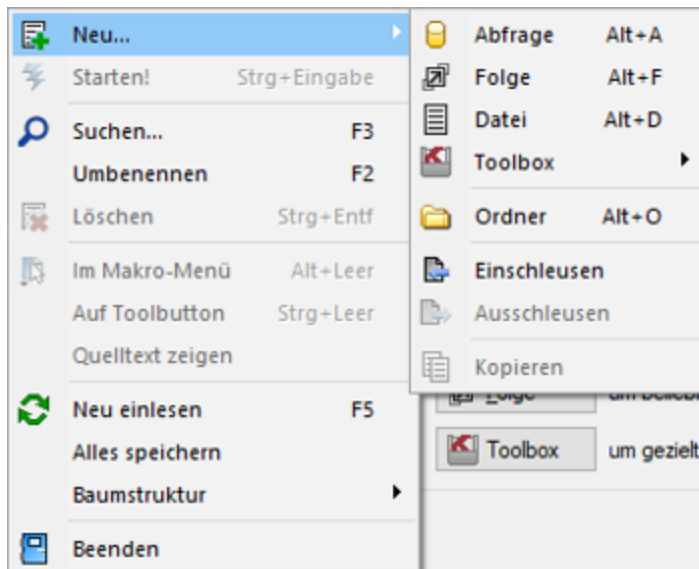 Neu...
Starten! Strg+Eingabe
Suchen... F3
Umbenennen F2
Löschen Strg+Entf
Im Makro-Menü Alt+Leer
Auf Toolbutton Strg+Leer
Quelltext zeigen
Neu einlesen F5
Alles speichern
Baumstruktur
Beenden
Abfrage Alt+A
Folge Alt+F
Datei Alt+D
Toolbox
Ordner Alt+O
Einschleusen
Ausschleusen
Kopieren
Toolbox um gezielt